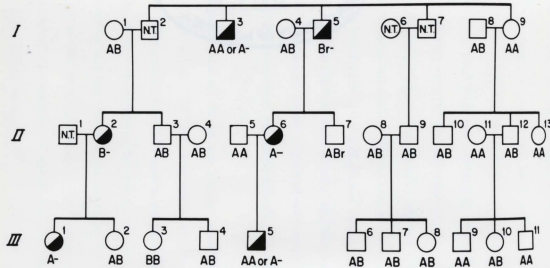 I 1 N.T. 2 3 4 5 N.T. 6 N.T. 7 8 9
AB AA or A- AB Br- AB AA
II N.T. 1 2 3 4 5 6 7 8 9 10 11 12 13
B- AB AB AA A- ABr AB AB AB AA AB AA
III 1 2 3 4 5 6 7 8 9 10 11
A- AB BB AB AA or A- AB AB AB AA AB AA